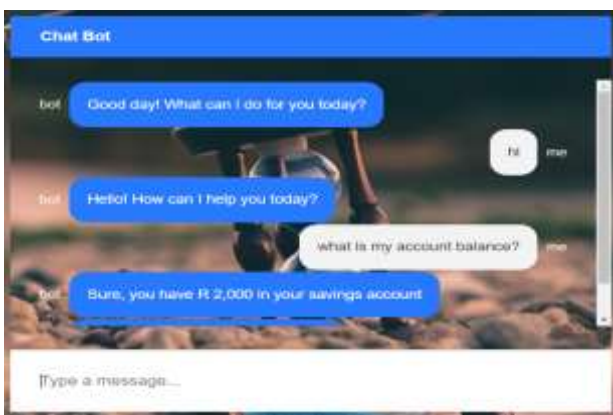 Chat Bot
bot Good day! What can I do for you today?
hi me
bot Hello! How can I help you today?
what is my account balance? me
bot Sure, you have R 2,000 in your savings account
Type a message...